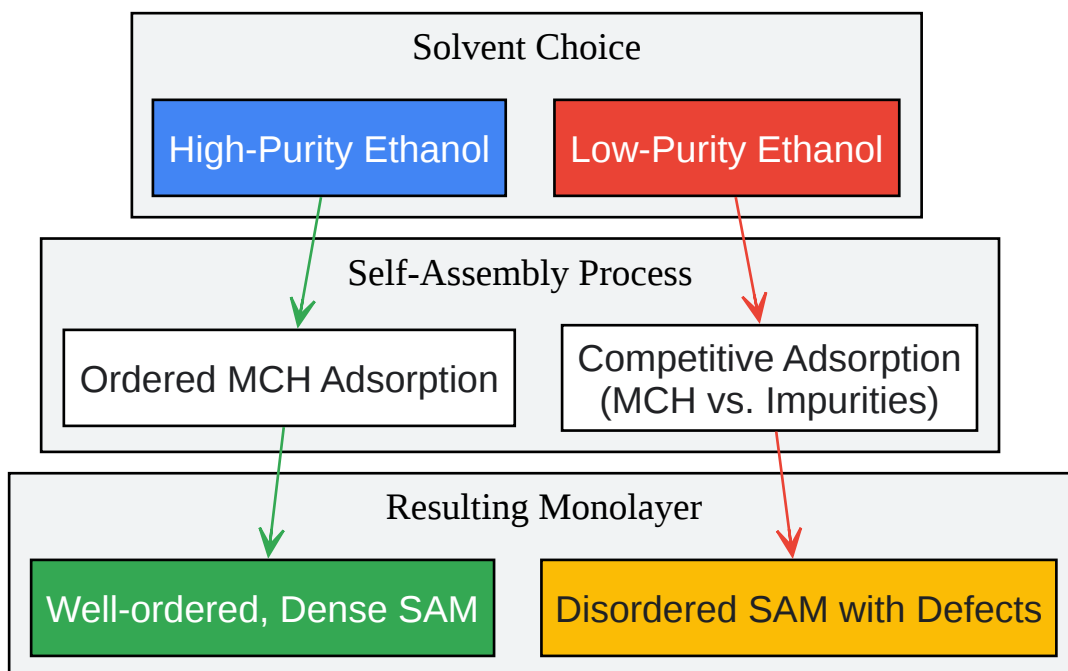 Solvent Choice
High-Purity Ethanol
Low-Purity Ethanol
Self-Assembly Process
Ordered MCH Adsorption
Competitive Adsorption
(MCH vs. Impurities)
Resulting Monolayer
Well-ordered, Dense SAM
Disordered SAM with Defects